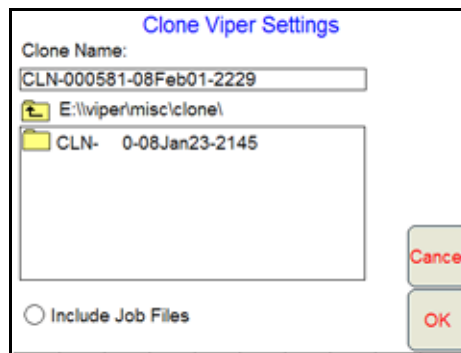 Clone Viper Settings
Clone Name:
CLN-000581-08Feb01-2229
E:\\viper\misc\clone\
CLN-    0-08Jan23-2145
Cancel
Include Job Files
OK